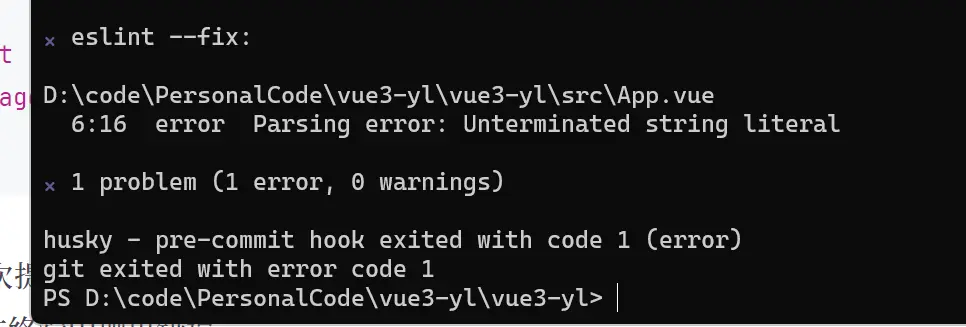 × eslint --fix:
D:\code\PersonalCode\vue3-yl\vue3-yl\src\App.vue
6:16 error Parsing error: Unterminated string literal
× 1 problem (1 error, 0 warnings)
husky - pre-commit hook exited with code 1 (error)
git exited with error code 1
PS D:\code\PersonalCode\vue3-yl\vue3-yl>